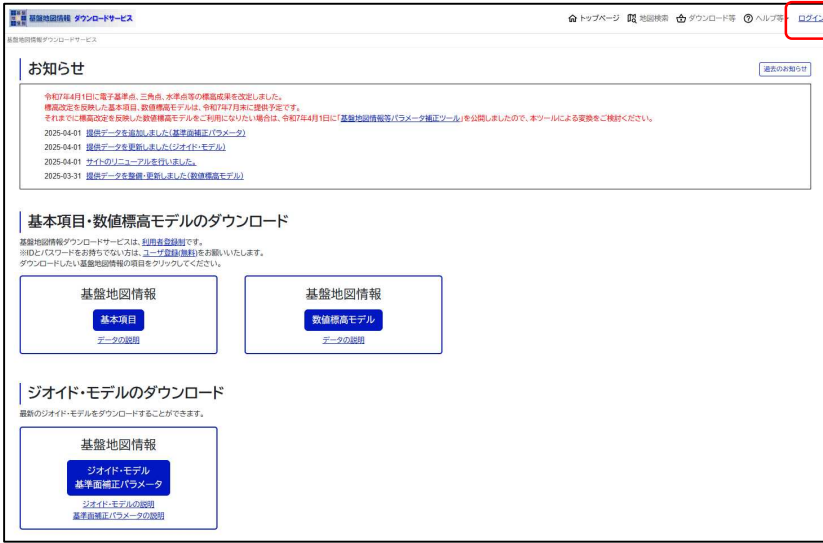 基盤地図情報 ダウンロードサービス
トップページ 地図検索 ダウンロード等 ヘルプ等 ログイン
基盤地図情報ダウンロードサービス
お知らせ
過去のお知らせ
令和7年4月1日に電子基準点、三角点、水準点等の標高成果を改定しました。
標高改定を反映した基本項目、数値標高モデルは、令和7年7月末に提供予定です。
それまでに標高改定を反映した数値標高モデルをご利用になりたい場合は、令和7年4月1日に「基盤地図情報等パラメータ補正ツール」を公開しましたので、本ツールによる変換をご検討ください。
2025-04-01 提供データを追加しました(基準面補正パラメータ)
2025-04-01 提供データを更新しました(ジオイド・モデル)
2025-04-01 サイトのリニューアルを行いました。
2025-03-31 提供データを整備・更新しました(数値標高モデル)
基本項目・数値標高モデルのダウンロード
基盤地図情報ダウンロードサービスは、利用者登録制です。
※IDとパスワードをお持ちでない方は、ユーザ登録(無料)をお願いいたします。
ダウンロードしたい基盤地図情報の項目をクリックしてください。
基盤地図情報
基本項目
データの説明
基盤地図情報
数値標高モデル
データの説明
ジオイド・モデルのダウンロード
最新のジオイド・モデルをダウンロードすることができます。
基盤地図情報
ジオイド・モデル
基準面補正パラメータ
ジオイド・モデルの説明
基準面補正パラメータの説明